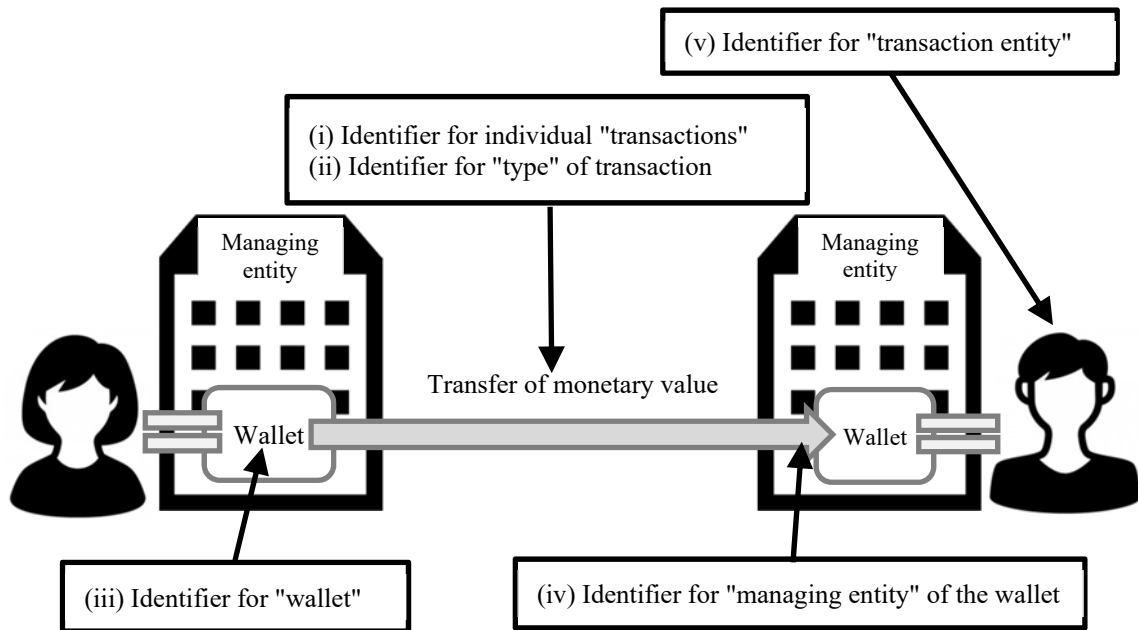 (v) Identifier for "transaction entity"
(i) Identifier for individual "transactions"
(ii) Identifier for "type" of transaction
Managing
entity
Managing
entity
Transfer of monetary value
Wallet
Wallet
(iii) Identifier for "wallet"
(iv) Identifier for "managing entity" of the wallet